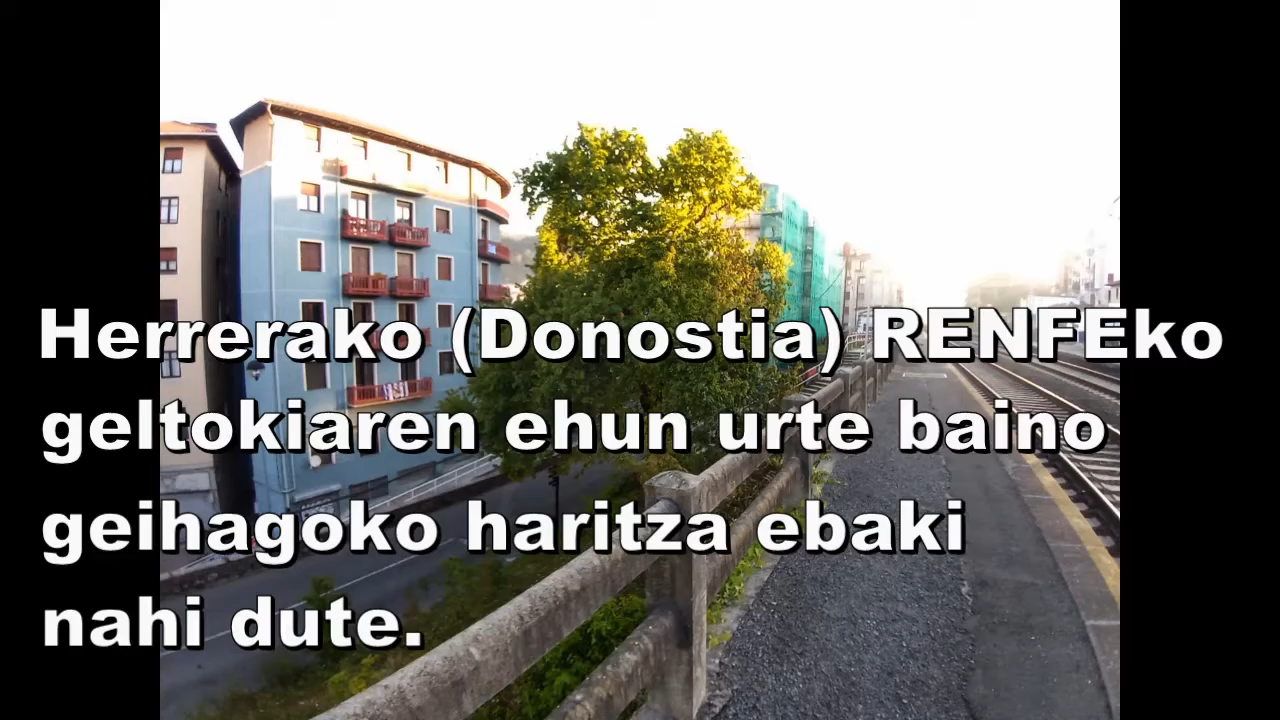 Herrerako (Donostia) RENFEko
geltokiaren ehun urte baino
geihagoko haritza ebaki
nahi dute.